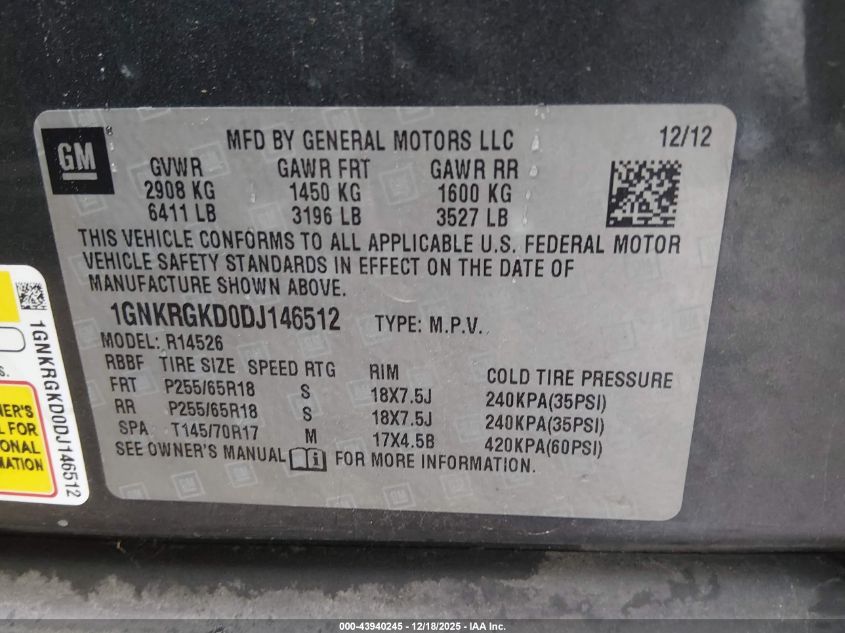 GM
MFD BY GENERAL MOTORS LLC 12/12
GVWR GAWR FRT GAWR RR
2908 KG 1450 KG 1600 KG
6411 LB 3196 LB 3527 LB
THIS VEHICLE CONFORMS TO ALL APPLICABLE U.S. FEDERAL MOTOR
VEHICLE SAFETY STANDARDS IN EFFECT ON THE DATE OF
MANUFACTURE SHOWN ABOVE.
1GNKRGKD0DJ146512 TYPE: M.P.V.
MODEL: R14526
RBBF TIRE SIZE SPEED RTG RIM COLD TIRE PRESSURE
FRT P255/65R18 S 18X7.5J 240KPA(35PSI)
RR P255/65R18 S 18X7.5J 240KPA(35PSI)
SPA T145/70R17 M 17X4.5B 420KPA(60PSI)
SEE OWNER'S MANUAL FOR MORE INFORMATION.
1GNKRGKD0DJ146512
NER'S
L FOR
ONAL
MATION
000-43940245 - 12/18/2025 - IAA Inc.